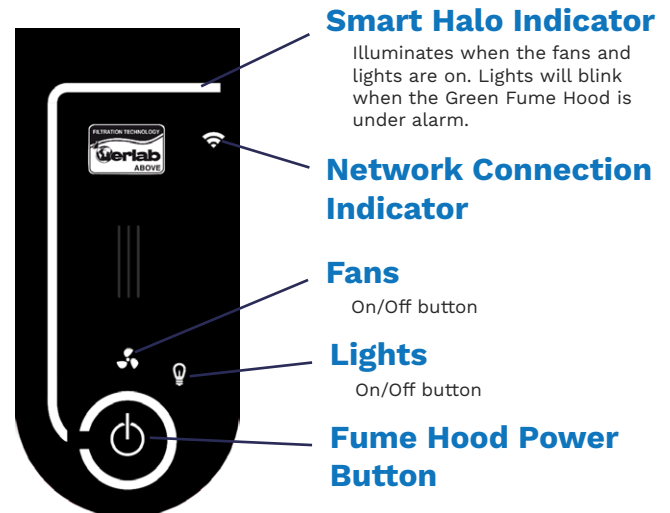 Smart Halo Indicator
Illuminates when the fans and
lights are on. Lights will blink
when the Green Fume Hood is
under alarm.
FILTRATION TECHNOLOGY
erlab
ABOVE
Network Connection
Indicator
Fans
On/Off button
Lights
On/Off button
Fume Hood Power
Button